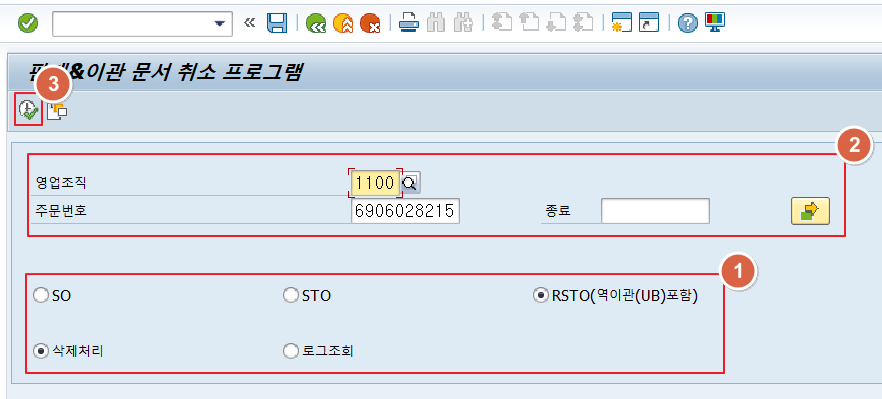 &이관 문서 취소 프로그램
3
2
영업조직
1100
주문번호
6906028215
종료
1
SO
STO
RSTO(역이관(UB)포함)
삭제처리
로그조회